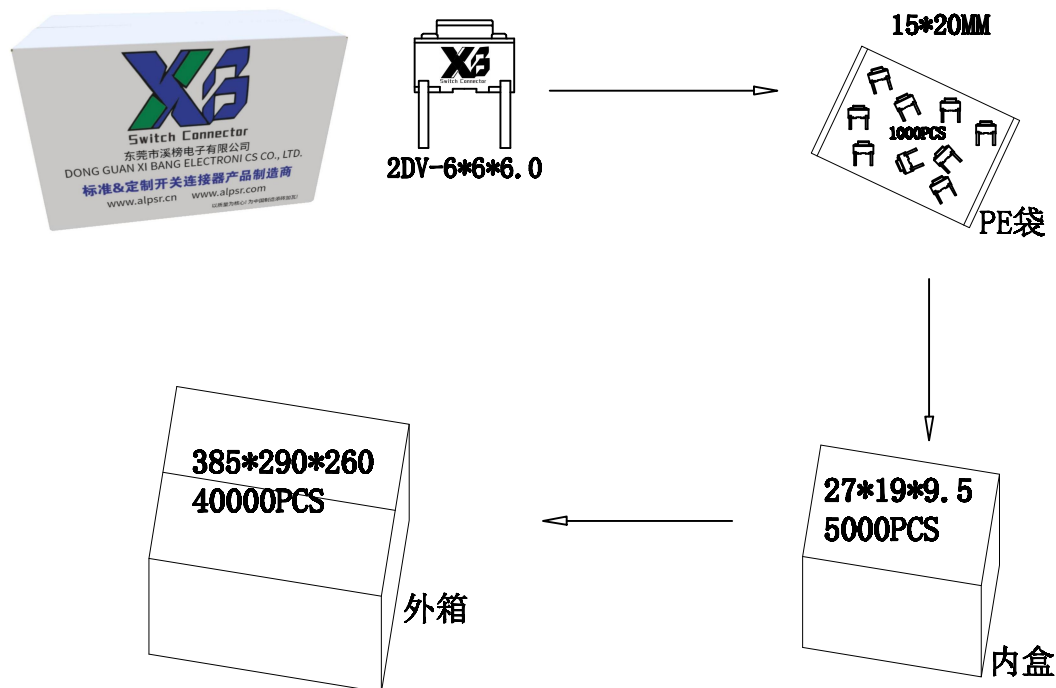 XB
Switch Connector
东莞市溪榜电子有限公司
DONG GUAN XI BANG ELECTRONI CS CO., LTD.
标准&定制开关连接器产品制造商
www.alpsr.cn www.alpsr.com
XB
Switch Connector
2DV-6*6*6.0
15*20MM
1000PCS
PE袋
385*290*260
40000PCS
外箱
27*19*9.5
5000PCS
内盒